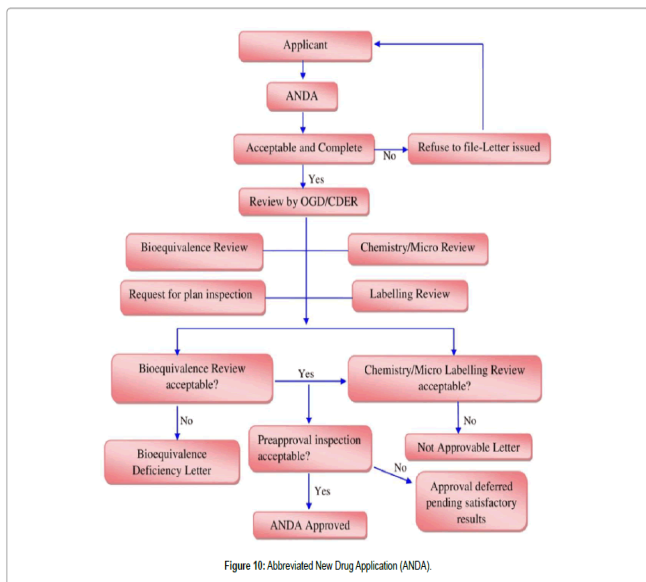 Applicant
ANDA
Acceptable and Complete
No
Refuse to file-Letter issued
Yes
Review by OGD/CDER
Bioequivalence Review
Chemistry/Micro Review
Request for plan inspection
Labelling Review
Bioequivalence Review
acceptable?
Yes
Chemistry/Micro Labelling Review
acceptable?
No
Bioequivalence
Deficiency Letter
Preapproval inspection
acceptable?
No
Not Approvable Letter
No
Approval deferred
pending satisfactory
results
Yes
ANDA Approved
Figure 10: Abbreviated New Drug Application (ANDA).